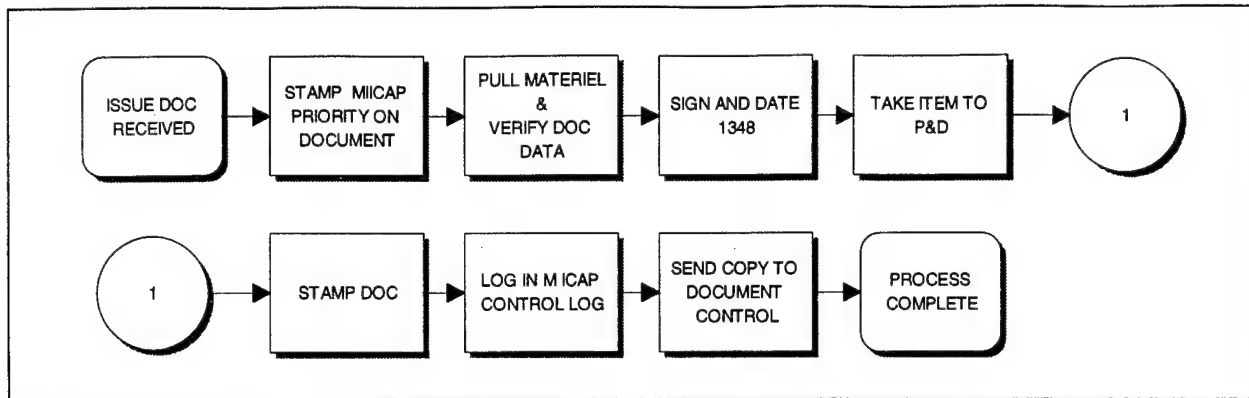 ISSUE DOC
RECEIVED
STAMP MIICAP
PRIORITY ON
DOCUMENT
PULL MATERIEL
&
VERIFY DOC
DATA
SIGN AND DATE
1348
TAKE ITEM TO
P&D
1
1
STAMP DOC
LOG IN M ICAP
CONTROL LOG
SEND COPY TO
DOCUMENT
CONTROL
PROCESS
COMPLETE